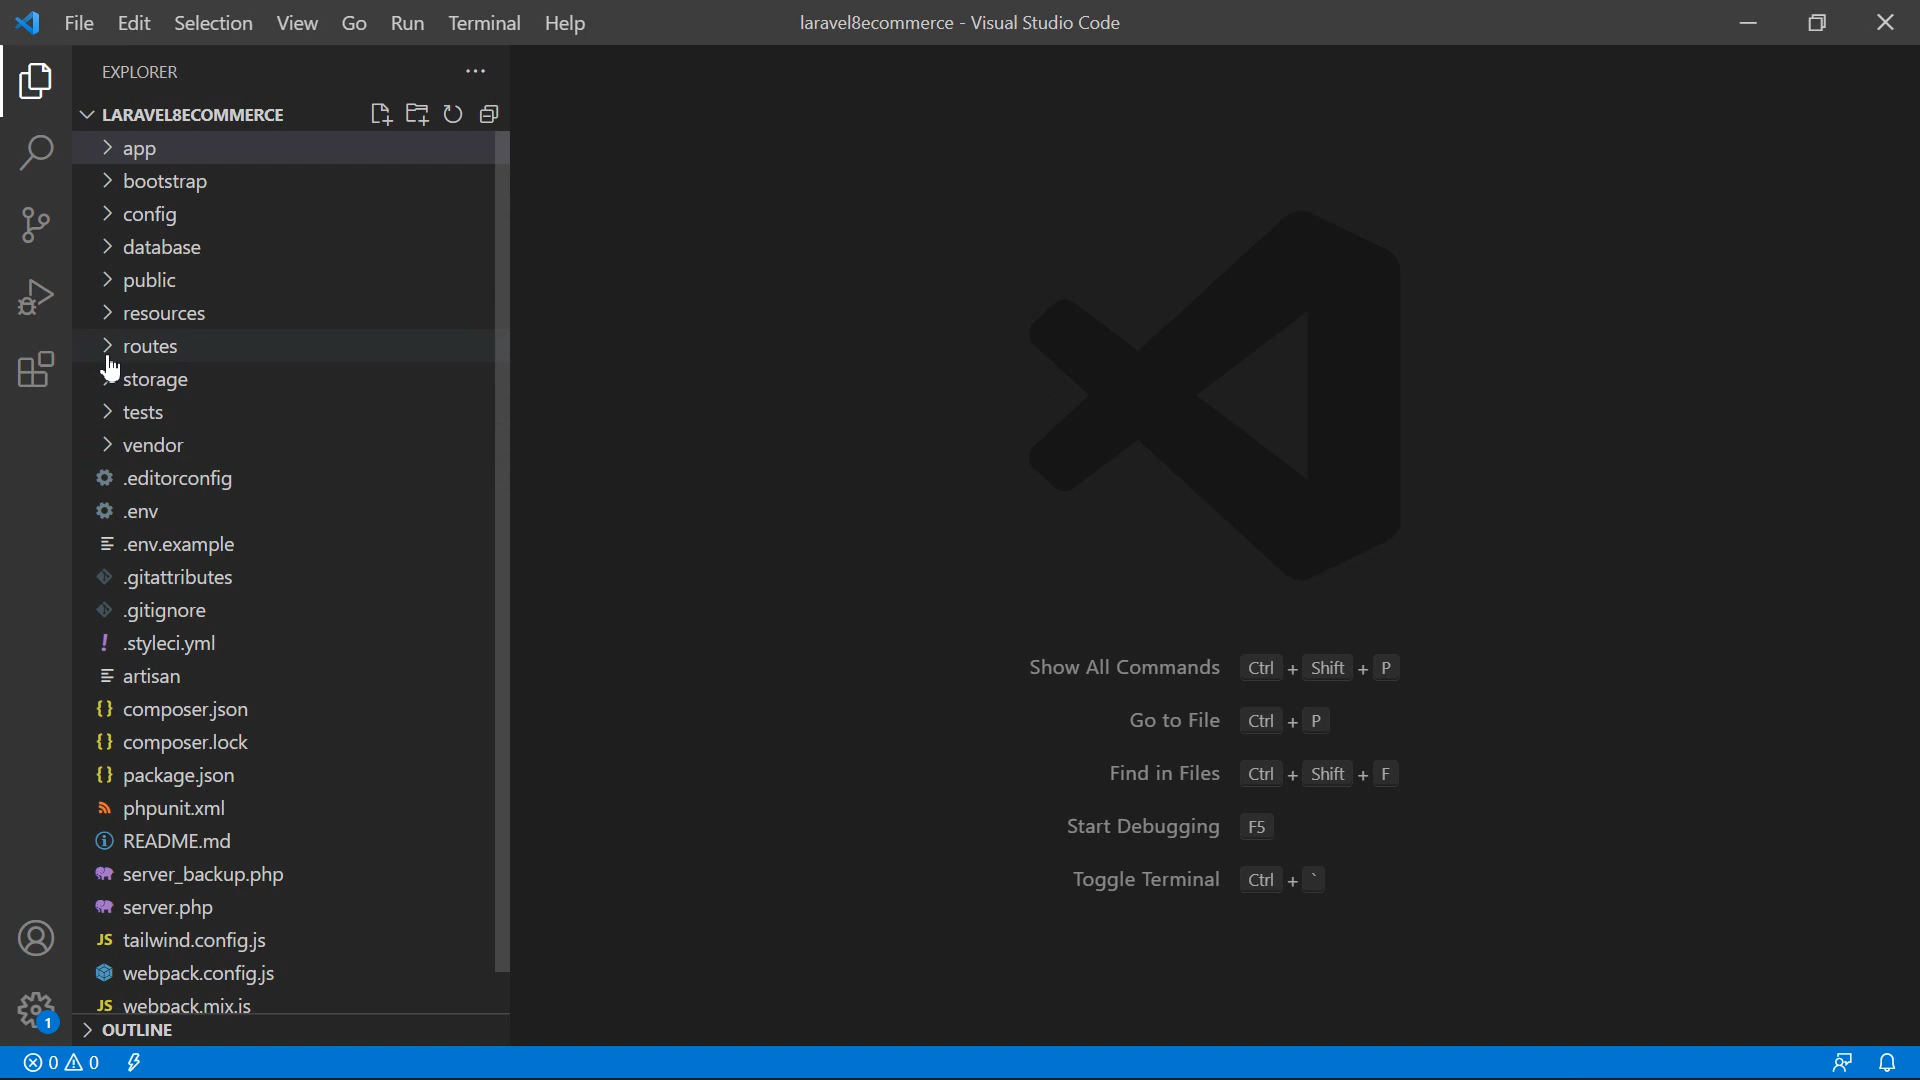 File Edit Selection View Go Run Terminal Help
laravel8ecommerce - Visual Studio Code
EXPLORER
LARAVEL8ECOMMERCE
app
bootstrap
config
database
public
resources
routes
storage
tests
vendor
.editorconfig
.env
.env.example
.gitattributes
.gitignore
.styleci.yml
artisan
composer.json
composer.lock
package.json
phpunit.xml
README.md
server_backup.php
server.php
JS tailwind.config.js
webpack.config.js
JS webpack.mix.js
OUTLINE
Show All Commands Ctrl + Shift + P
Go to File Ctrl + P
Find in Files Ctrl + Shift + F
Start Debugging F5
Toggle Terminal Ctrl + `
1
0 0